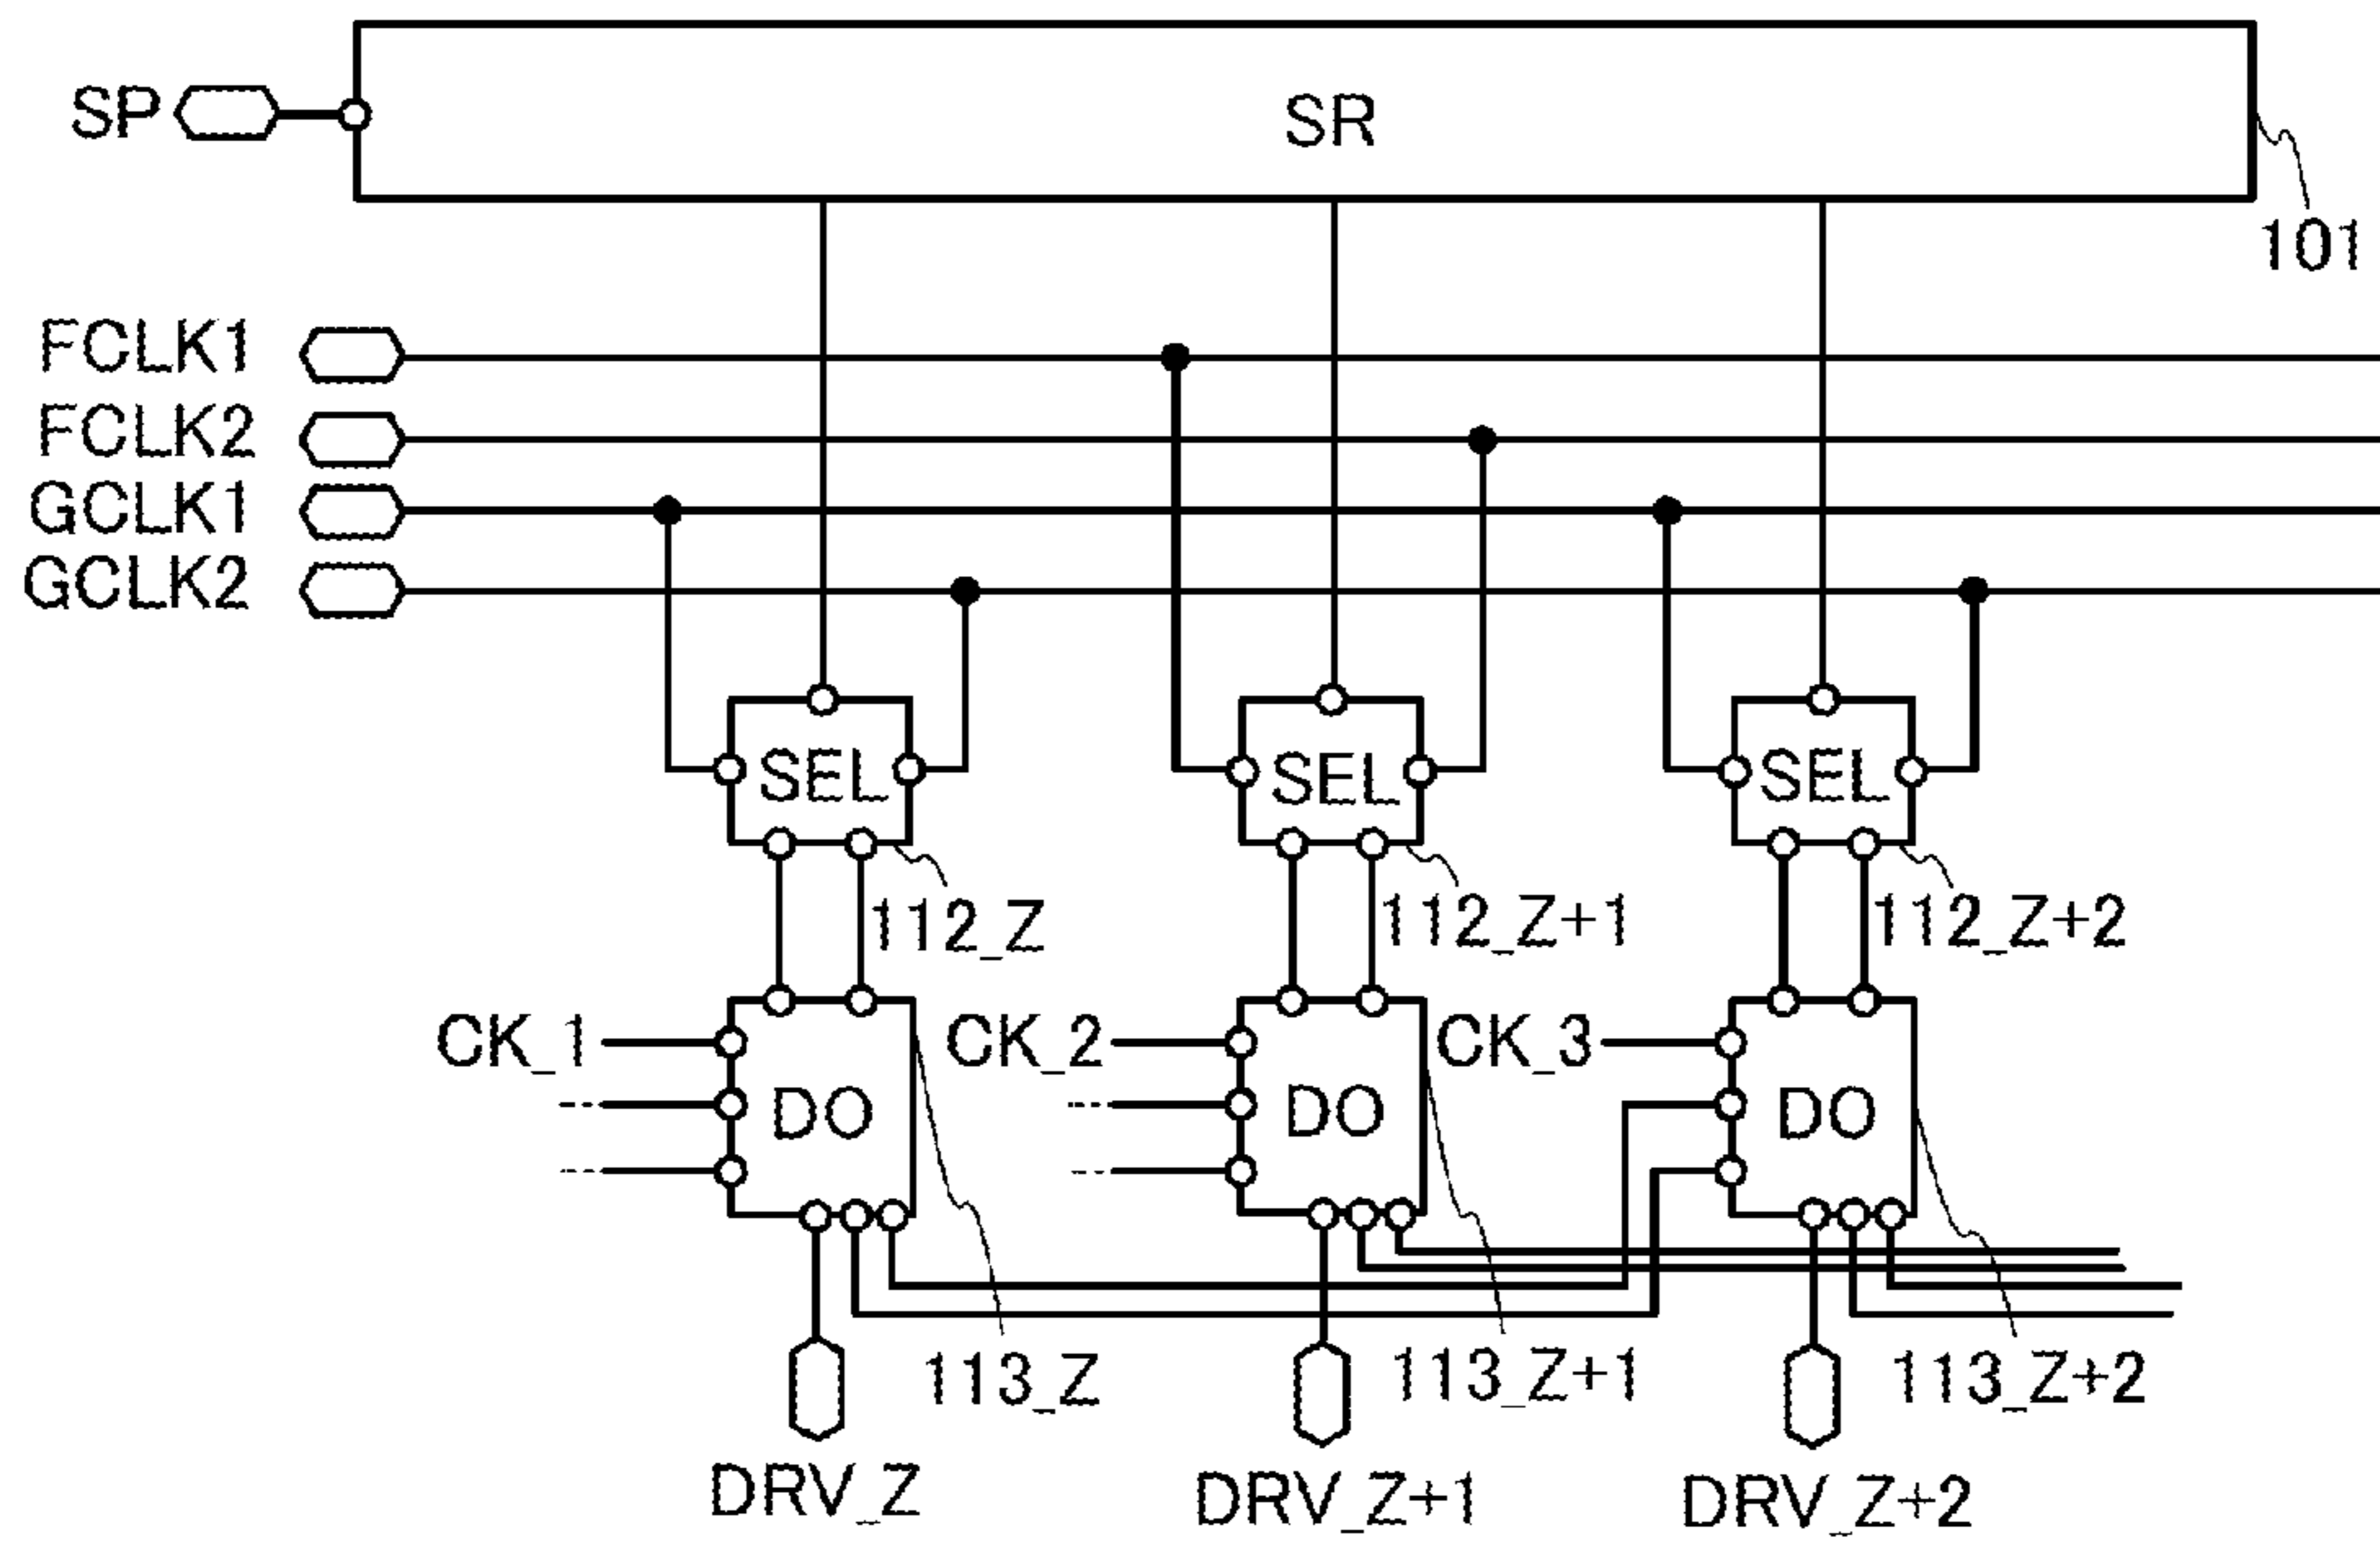 SP
SR
101
FCLK1
FCLK2
GCLK1
GCLK2
SEL
SEL
SEL
112_Z
112_Z+1
112_Z+2
CK_1
CK_2
CK_3
DO
DO
DO
113_Z
113_Z+1
113_Z+2
DRV_Z
DRV_Z+1
DRV_Z+2